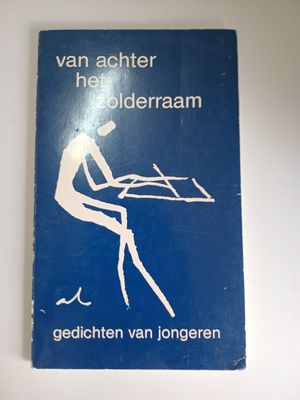 van achter
het
zolderraam
al
gedichten van jongeren